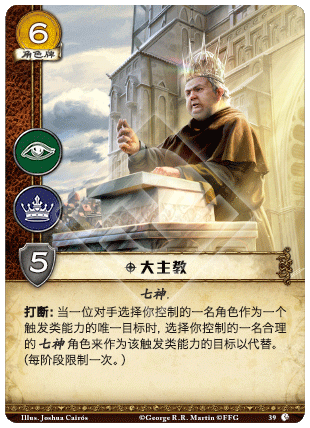 6
角色牌
5
大主教
七神.
打断: 当一位对手选择你控制的一名角色作为一个
触发类能力的唯一目标时, 选择你控制的一名合理
的 七神 角色来作为该触发类能力的目标以代替。
(每阶段限制一次。)
Illus. Joshua Cairós ©George R.R. Martin ©FFG 39